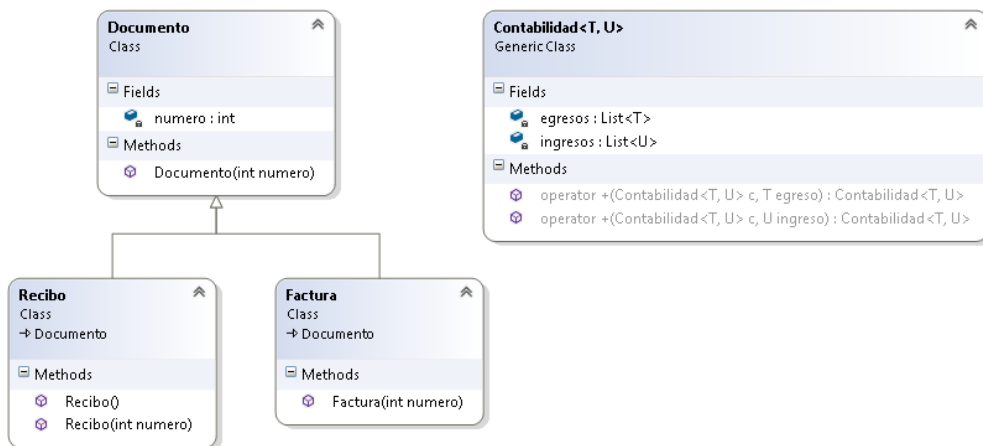 Documento
Class
Fields
numero : int
Methods
Documento(int numero)
Contabilidad<T, U>
Generic Class
Fields
egresos : List<T>
ingresos : List<U>
Methods
operator +(Contabilidad<T, U> c, T egreso) : Contabilidad<T, U>
operator +(Contabilidad<T, U> c, U ingreso) : Contabilidad<T, U>
Recibo
Class
Documento
Methods
Recibo()
Recibo(int numero)
Factura
Class
Documento
Methods
Factura(int numero)